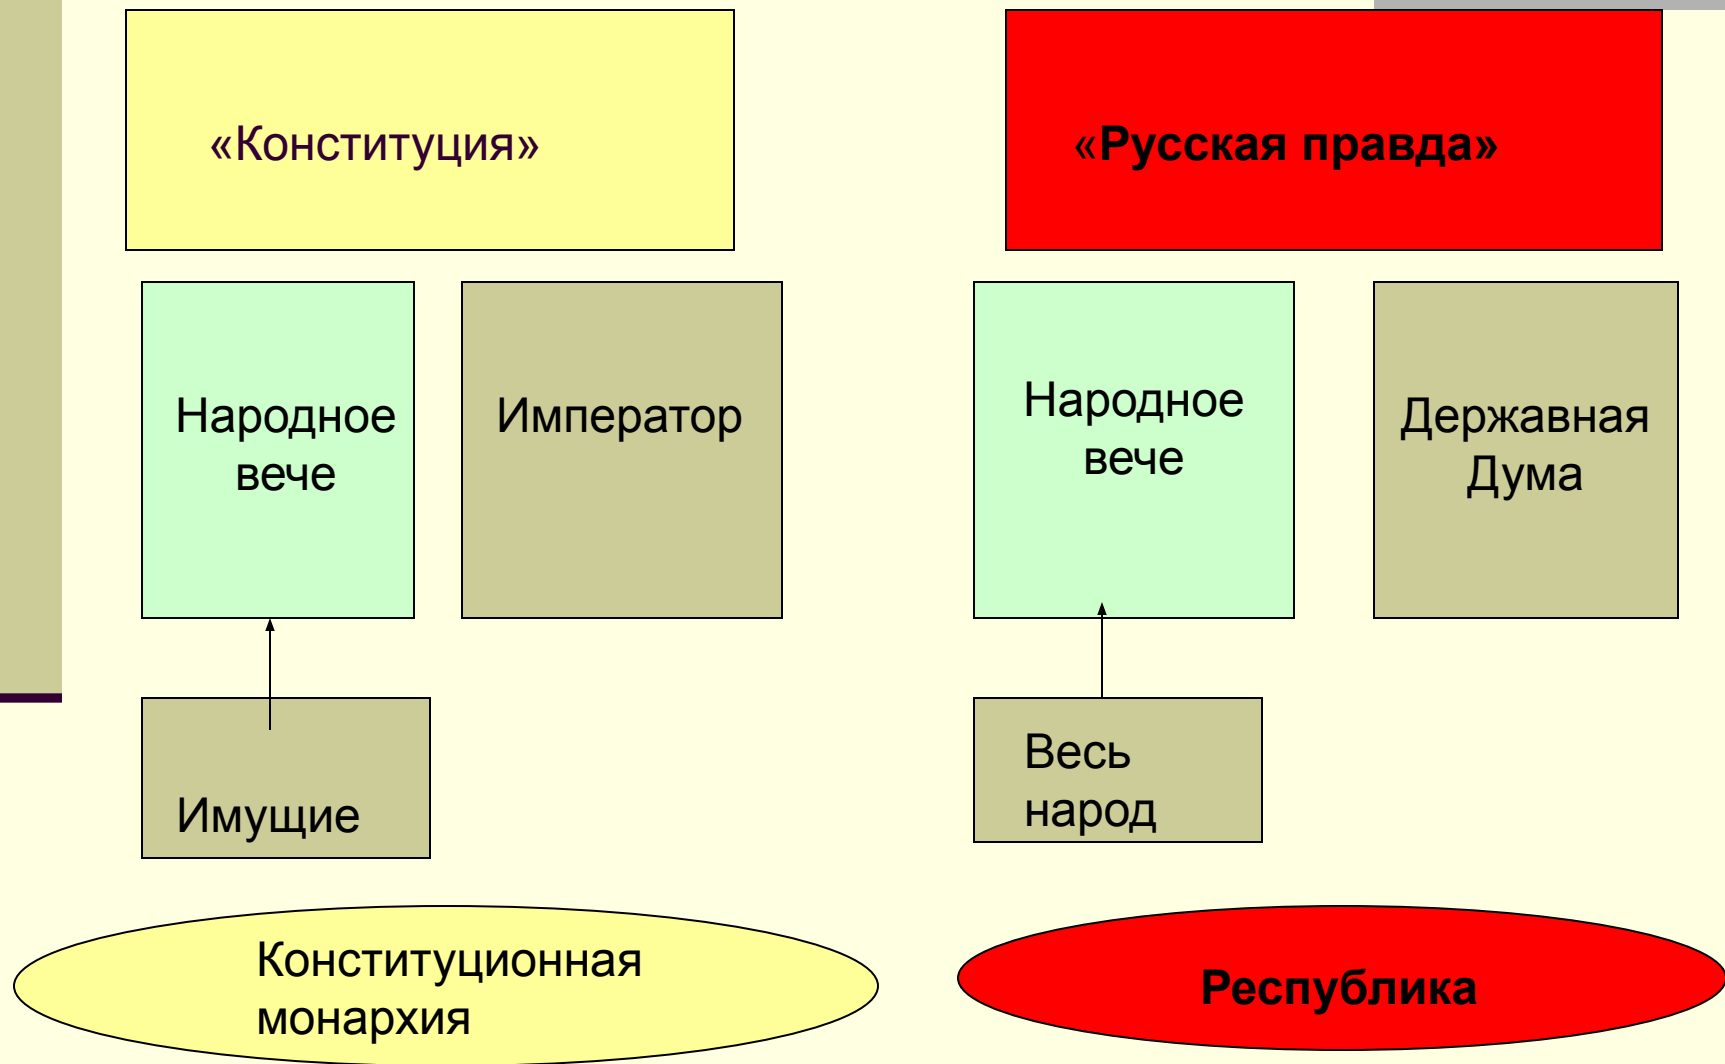 «Конституция»
«Русская правда»
Народное
вече
Император
Народное
вече
Державная
Дума
Имущие
Весь
народ
Конституционная
монархия
Республика